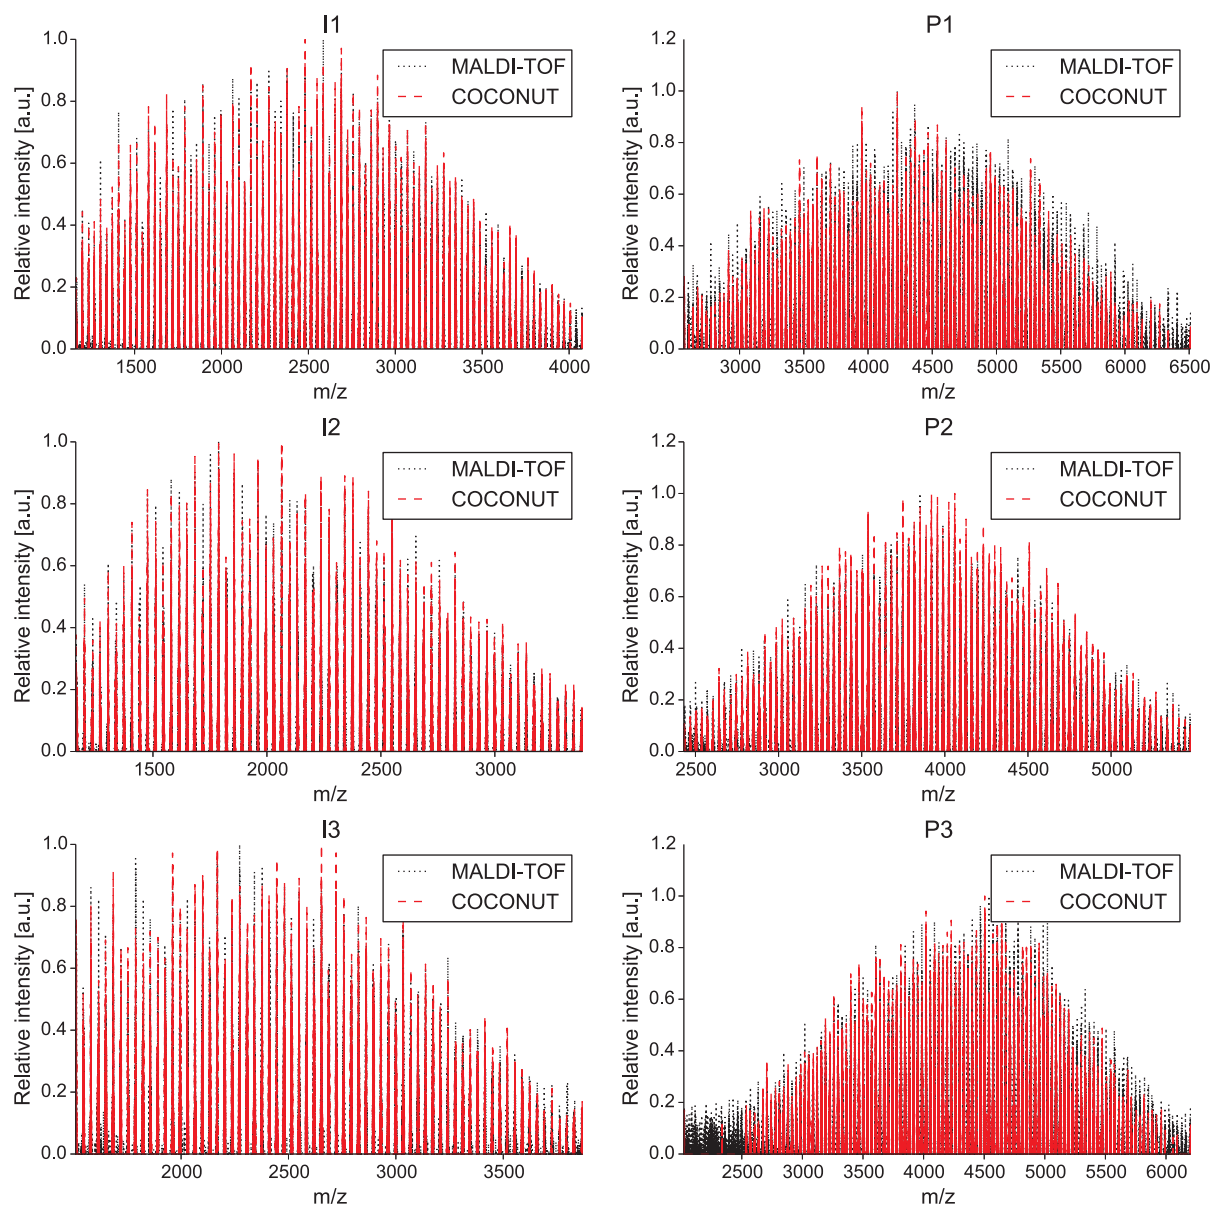 I1
Relative intensity [a.u.]
1.0
0.8
0.6
0.4
0.2
0.0
MALDI-TOF
COCONUT
1500 2000 2500 3000 3500 4000
m/z
P1
Relative intensity [a.u.]
1.2
1.0
0.8
0.6
0.4
0.2
0.0
MALDI-TOF
COCONUT
3000 3500 4000 4500 5000 5500 6000 6500
m/z
I2
Relative intensity [a.u.]
1.0
0.8
0.6
0.4
0.2
0.0
MALDI-TOF
COCONUT
1500 2000 2500 3000
m/z
P2
Relative intensity [a.u.]
1.2
1.0
0.8
0.6
0.4
0.2
0.0
MALDI-TOF
COCONUT
2500 3000 3500 4000 4500 5000
m/z
I3
Relative intensity [a.u.]
1.0
0.8
0.6
0.4
0.2
0.0
MALDI-TOF
COCONUT
2000 2500 3000 3500
m/z
P3
Relative intensity [a.u.]
1.2
1.0
0.8
0.6
0.4
0.2
0.0
MALDI-TOF
COCONUT
2500 3000 3500 4000 4500 5000 5500 6000
m/z